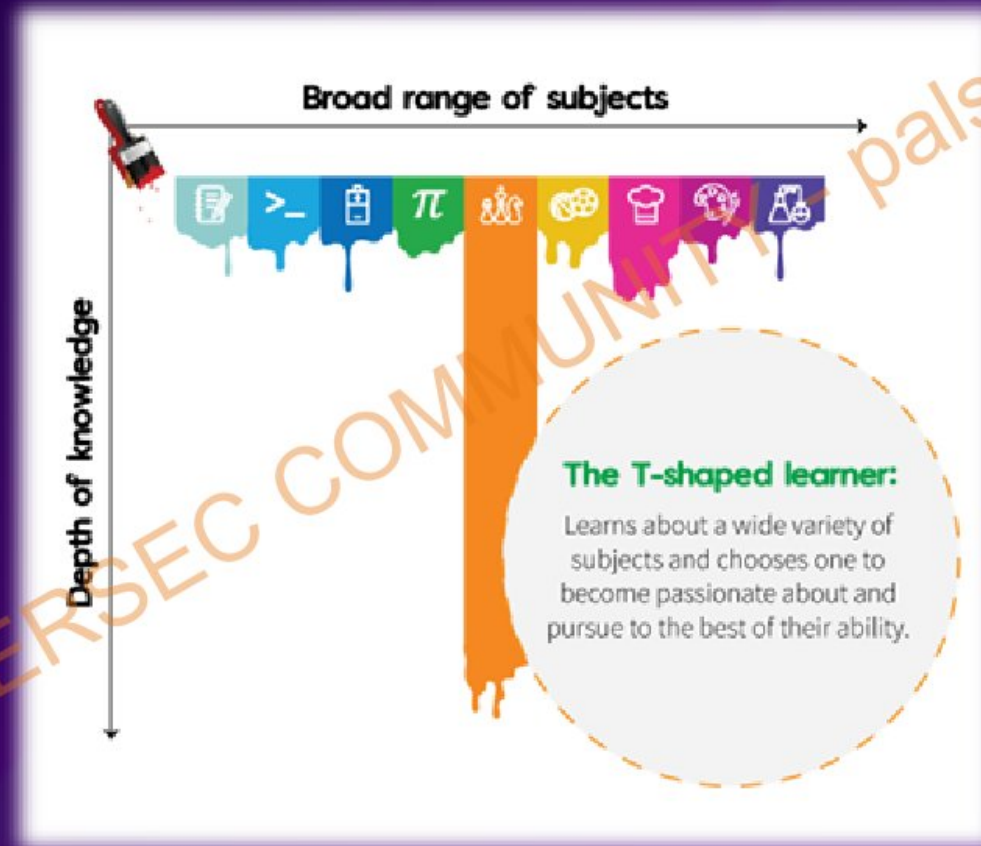 Broad range of subjects
>_
π
Depth of knowledge
The T-shaped learner:
Learns about a wide variety of
subjects and chooses one to
become passionate about and
pursue to the best of their ability.
ERSEC COMMUNITY - pals